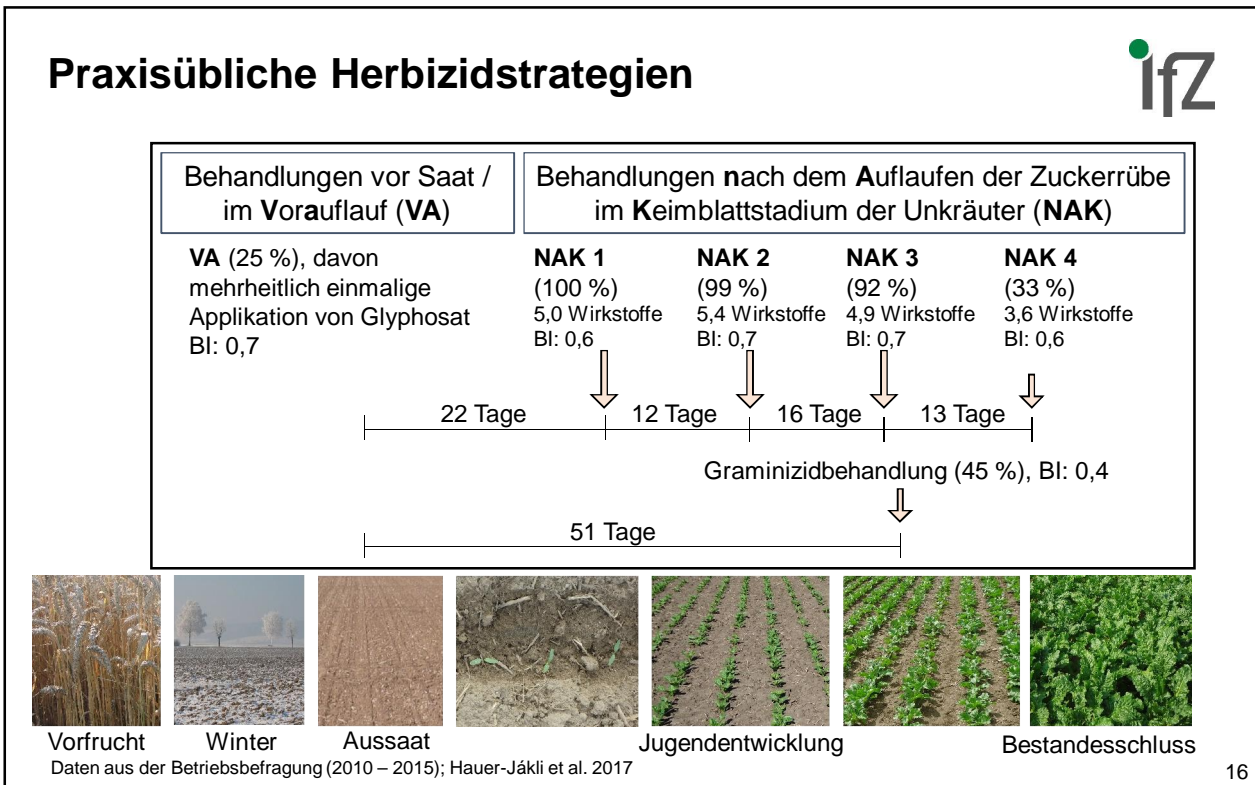 Praxisübliche Herbizidstrategien
ifZ
Behandlungen vor Saat /
im Vorauflauf (VA)
Behandlungen nach dem Auflaufen der Zuckerrübe
im Keimblattstadium der Unkräuter (NAK)
VA (25 %), davon
mehrheitlich einmalige
Applikation von Glyphosat
BI: 0,7
NAK 1
(100 %)
5,0 Wirkstoffe
BI: 0,6
NAK 2
(99 %)
5,4 Wirkstoffe
BI: 0,7
NAK 3
(92 %)
4,9 Wirkstoffe
BI: 0,7
NAK 4
(33 %)
3,6 Wirkstoffe
BI: 0,6
22 Tage
12 Tage
16 Tage
13 Tage
Graminizidbehandlung (45 %), BI: 0,4
51 Tage
Vorfrucht
Winter
Aussaat
Jugendentwicklung
Bestandesschluss
Daten aus der Betriebsbefragung (2010 – 2015); Hauer-Jákli et al. 2017
16